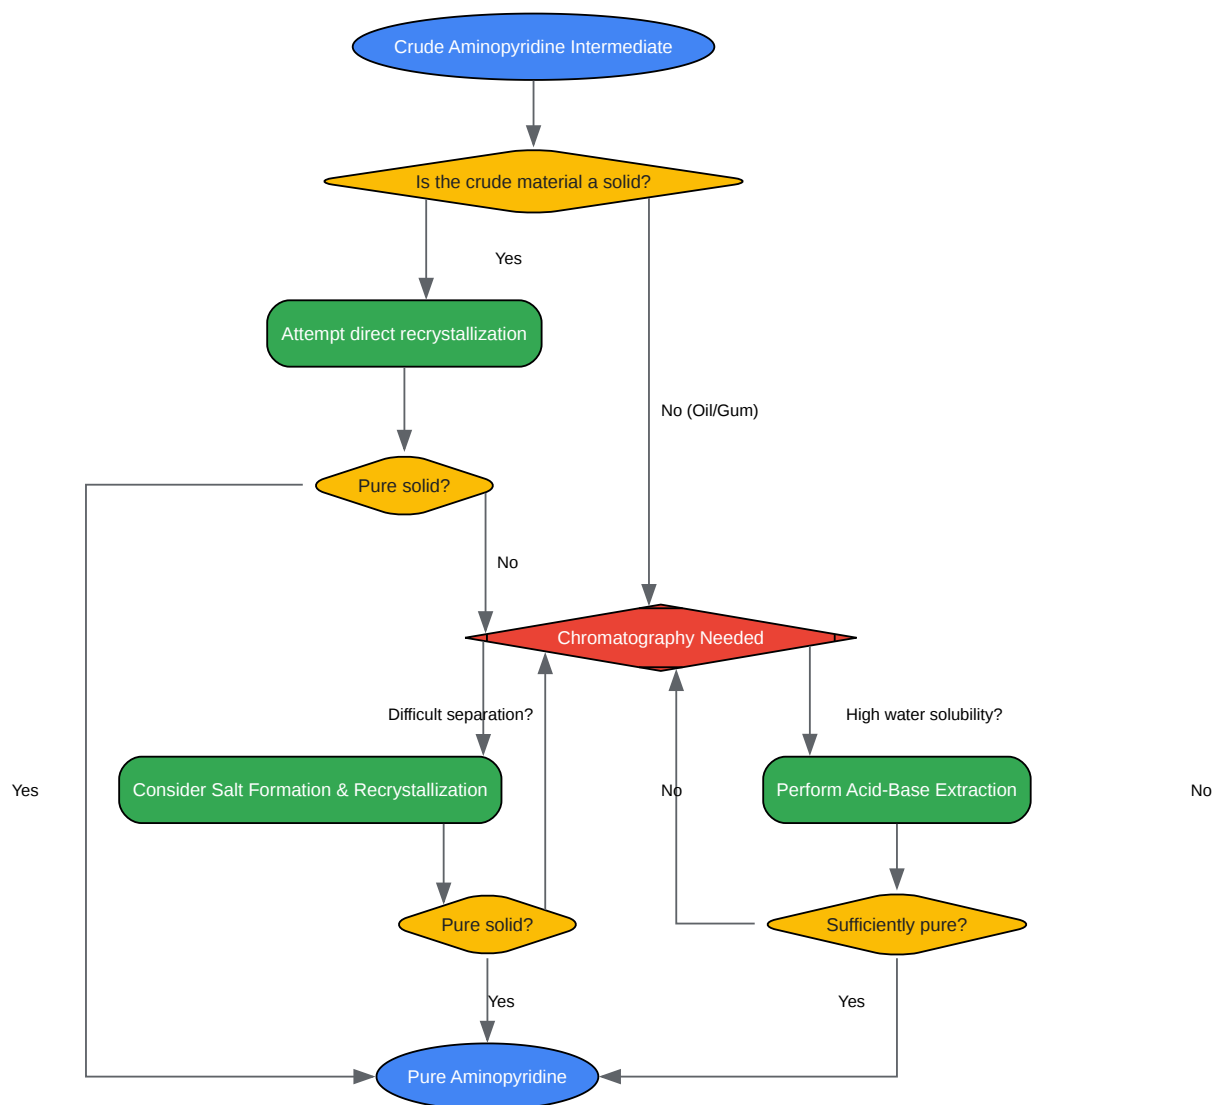 Crude Aminopyridine Intermediate
Is the crude material a solid?
Yes
Attempt direct recrystallization
No (Oil/Gum)
Pure solid?
No
Chromatography Needed
Difficult separation?
High water solubility?
Yes
Consider Salt Formation & Recrystallization
No
Perform Acid-Base Extraction
No
Pure solid?
Sufficiently pure?
Yes
Yes
Pure Aminopyridine